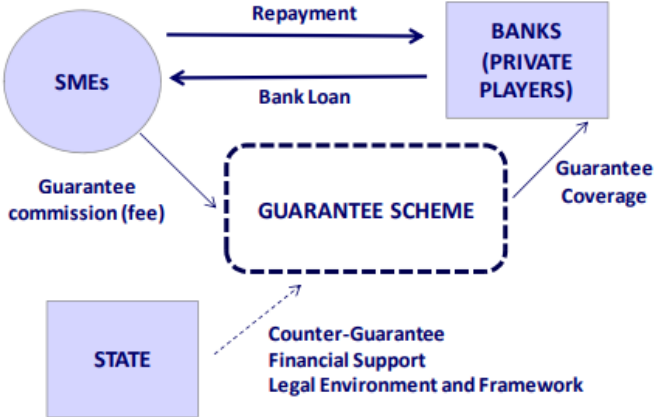 Repayment
BANKS
(PRIVATE
PLAYERS)
SMEs
Bank Loan
Guarantee
commission (fee)
GUARANTEE SCHEME
Guarantee
Coverage
STATE
Counter-Guarantee
Financial Support
Legal Environment and Framework